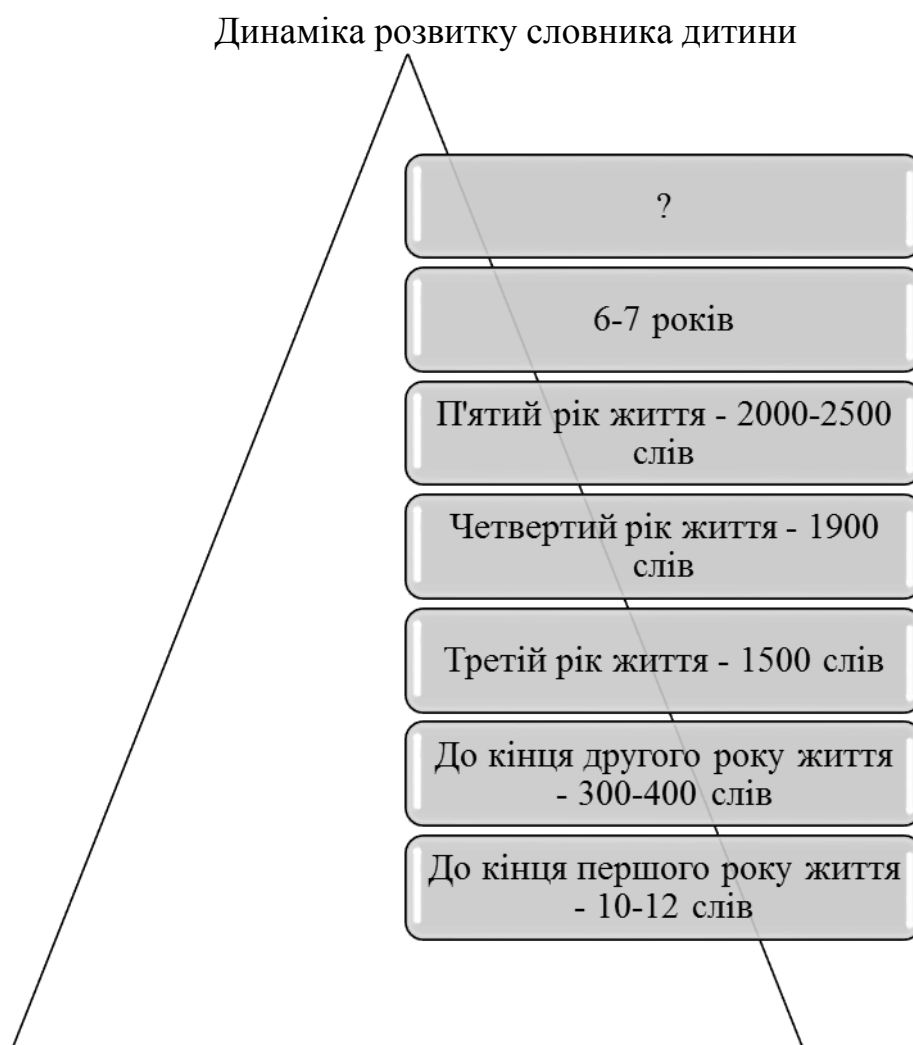 Динаміка розвитку словника дитини
?
6-7 років
П'ятий рік життя - 2000-2500
слів
Четвертий рік життя - 1900
слів
Третій рік життя - 1500 слів
До кінця другого року життя
- 300-400 слів
До кінця першого року життя
- 10-12 слів